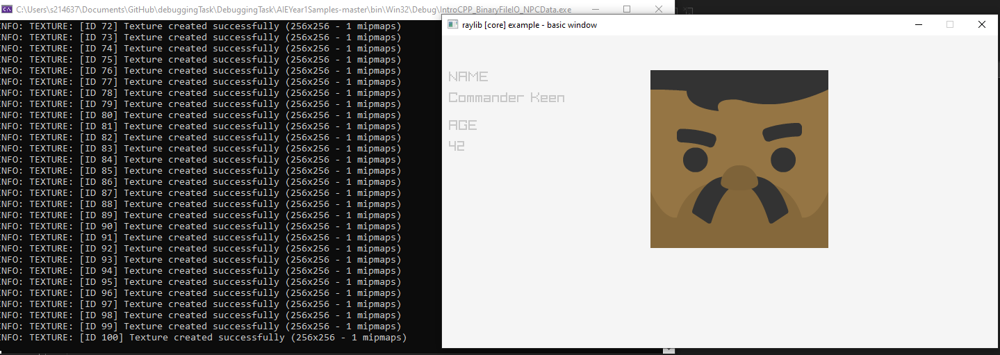 C:\Users\s214637\Documents\GitHub\debuggingTask\DebuggingTask\AIEYear1Samples-master\bin\Win32\Debug\IntroCPP_BinaryFileIO_NPCData.exe
NFO: TEXTURE: [ID 72] Texture created successfully (256x256 - 1 mipmaps)
NFO: TEXTURE: [ID 73] Texture created successfully (256x256 - 1 mipmaps)
NFO: TEXTURE: [ID 74] Texture created successfully (256x256 - 1 mipmaps)
NFO: TEXTURE: [ID 75] Texture created successfully (256x256 - 1 mipmaps)
NFO: TEXTURE: [ID 76] Texture created successfully (256x256 - 1 mipmaps)
NFO: TEXTURE: [ID 77] Texture created successfully (256x256 - 1 mipmaps)
NFO: TEXTURE: [ID 78] Texture created successfully (256x256 - 1 mipmaps)
NFO: TEXTURE: [ID 79] Texture created successfully (256x256 - 1 mipmaps)
NFO: TEXTURE: [ID 80] Texture created successfully (256x256 - 1 mipmaps)
NFO: TEXTURE: [ID 81] Texture created successfully (256x256 - 1 mipmaps)
NFO: TEXTURE: [ID 82] Texture created successfully (256x256 - 1 mipmaps)
NFO: TEXTURE: [ID 83] Texture created successfully (256x256 - 1 mipmaps)
NFO: TEXTURE: [ID 84] Texture created successfully (256x256 - 1 mipmaps)
NFO: TEXTURE: [ID 85] Texture created successfully (256x256 - 1 mipmaps)
NFO: TEXTURE: [ID 86] Texture created successfully (256x256 - 1 mipmaps)
NFO: TEXTURE: [ID 87] Texture created successfully (256x256 - 1 mipmaps)
NFO: TEXTURE: [ID 88] Texture created successfully (256x256 - 1 mipmaps)
NFO: TEXTURE: [ID 89] Texture created successfully (256x256 - 1 mipmaps)
NFO: TEXTURE: [ID 90] Texture created successfully (256x256 - 1 mipmaps)
NFO: TEXTURE: [ID 91] Texture created successfully (256x256 - 1 mipmaps)
NFO: TEXTURE: [ID 92] Texture created successfully (256x256 - 1 mipmaps)
NFO: TEXTURE: [ID 93] Texture created successfully (256x256 - 1 mipmaps)
NFO: TEXTURE: [ID 94] Texture created successfully (256x256 - 1 mipmaps)
NFO: TEXTURE: [ID 95] Texture created successfully (256x256 - 1 mipmaps)
NFO: TEXTURE: [ID 96] Texture created successfully (256x256 - 1 mipmaps)
NFO: TEXTURE: [ID 97] Texture created successfully (256x256 - 1 mipmaps)
NFO: TEXTURE: [ID 98] Texture created successfully (256x256 - 1 mipmaps)
NFO: TEXTURE: [ID 99] Texture created successfully (256x256 - 1 mipmaps)
NFO: TEXTURE: [ID 100] Texture created successfully (256x256 - 1 mipmaps)
raylib [core] example - basic window
NAME
Commander Keen
AGE
42